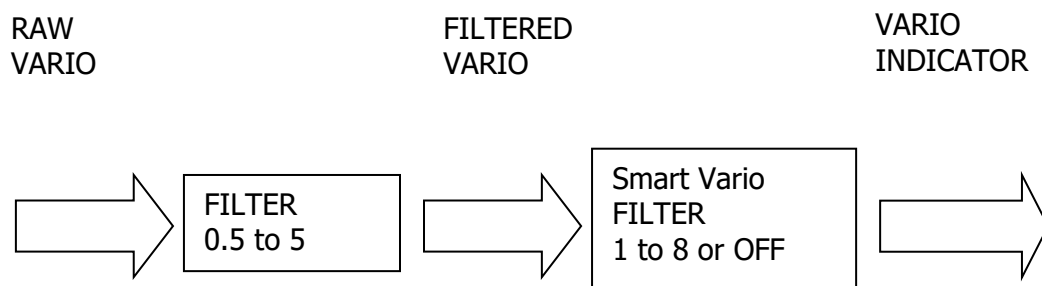 RAW
VARIO
FILTERED
VARIO
VARIO
INDICATOR
FILTER
0.5 to 5
Smart Vario
FILTER
1 to 8 or OFF